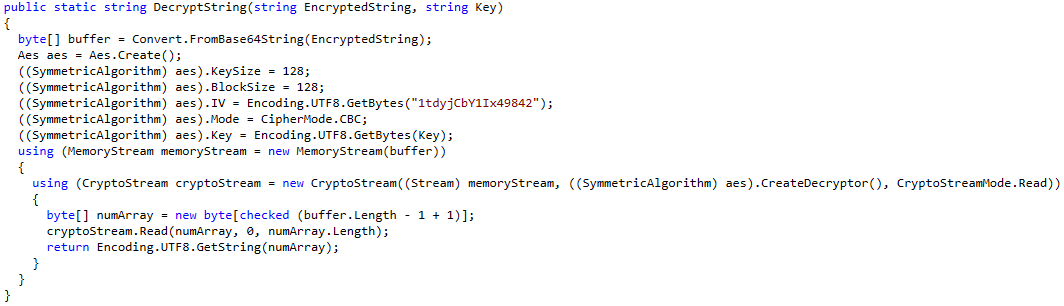 public static string DecryptString(string EncryptedString, string Key)
{
  byte[] buffer = Convert.FromBase64String(EncryptedString);
  Aes aes = Aes.Create();
  ((SymmetricAlgorithm) aes).KeySize = 128;
  ((SymmetricAlgorithm) aes).BlockSize = 128;
  ((SymmetricAlgorithm) aes).IV = Encoding.UTF8.GetBytes("1tdyjCbY1Ix49842");
  ((SymmetricAlgorithm) aes).Mode = CipherMode.CBC;
  ((SymmetricAlgorithm) aes).Key = Encoding.UTF8.GetBytes(Key);
  using (MemoryStream memoryStream = new MemoryStream(buffer))
  {
    using (CryptoStream cryptoStream = new CryptoStream((Stream) memoryStream, ((SymmetricAlgorithm) aes).CreateDecryptor(), CryptoStreamMode.Read))
    {
      byte[] numArray = new byte[checked (buffer.Length - 1 + 1)];
      cryptoStream.Read(numArray, 0, numArray.Length);
      return Encoding.UTF8.GetString(numArray);
    }
  }
}